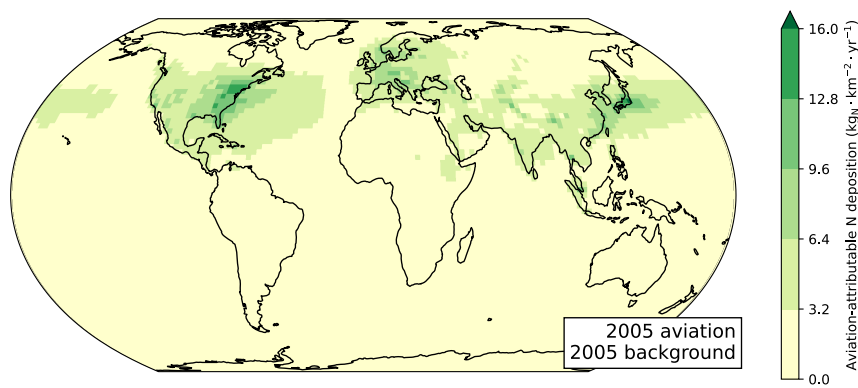 16.0
12.8
9.6
6.4
3.2
0.0
Aviation-attributable N deposition (kg_N · km⁻² · yr⁻¹)
2005 aviation
2005 background